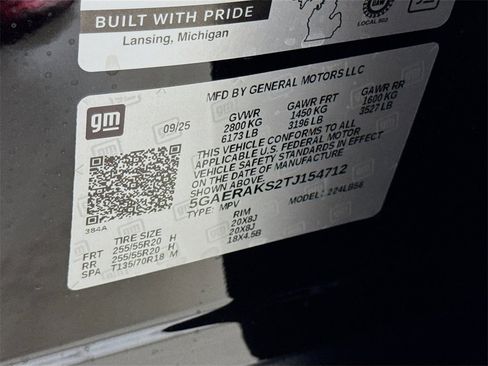 BUILT WITH PRIDE
Lansing, Michigan
UAW
LOCAL 602
gm
09/25
MFD BY GENERAL MOTORS LLC
GVWR GAWR FRT GAWR RR
2800 KG 1450 KG 1600 KG
6173 LB 3196 LB 3527 LB
THIS VEHICLE CONFORMS TO ALL
APPLICABLE U.S. FEDERAL MOTOR
VEHICLE SAFETY STANDARDS IN EFFECT
ON THE DATE OF MANUFACTURE
SHOWN ABOVE.
5GAERAKS2TJ154712
TYPE: MPV MODEL: 224LB56
384A
TIRE SIZE RIM
FRT 255/55R20 H 20X8J
RR 255/55R20 H 20X8J
SPA T135/70R18 M 18X4.5B